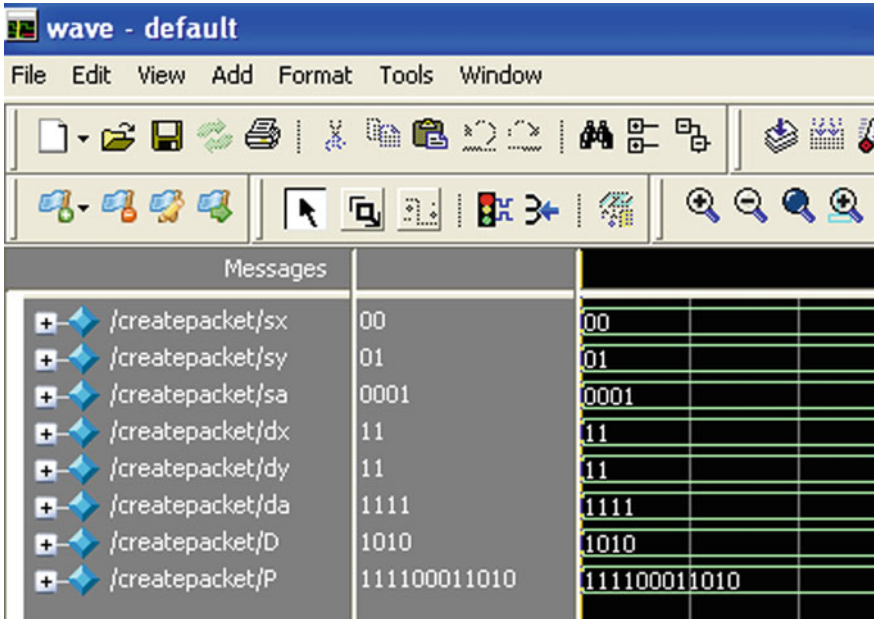 wave - default
File Edit View Add Format Tools Window
Messages
/createpacket/sx 00 00
/createpacket/sy 01 01
/createpacket/sa 0001 0001
/createpacket/dx 11 11
/createpacket/dy 11 11
/createpacket/da 1111 1111
/createpacket/D 1010 1010
/createpacket/P 111100011010 111100011010